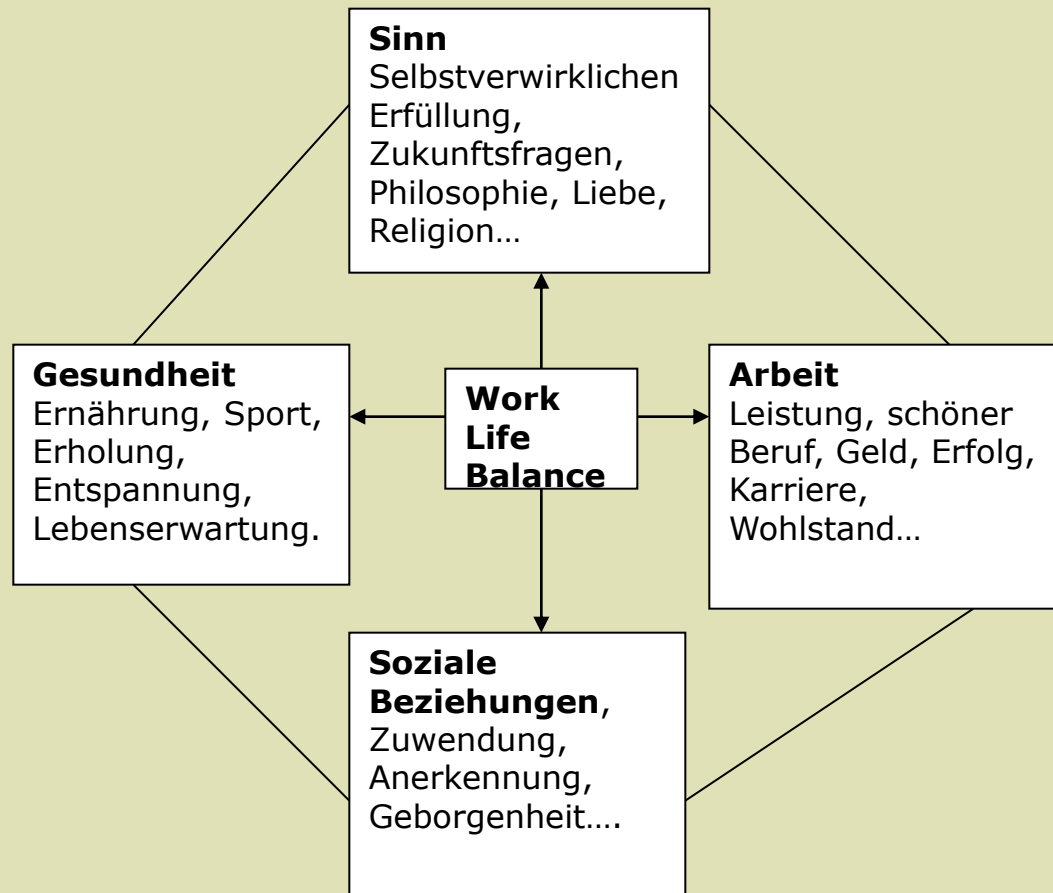 Sinn
Selbstverwirklichen
Erfüllung,
Zukunftsfragen,
Philosophie, Liebe,
Religion…
Gesundheit
Ernährung, Sport,
Erholung,
Entspannung,
Lebenserwartung.
Work
Life
Balance
Arbeit
Leistung, schöner
Beruf, Geld, Erfolg,
Karriere,
Wohlstand…
Soziale
Beziehungen,
Zuwendung,
Anerkennung,
Geborgenheit….